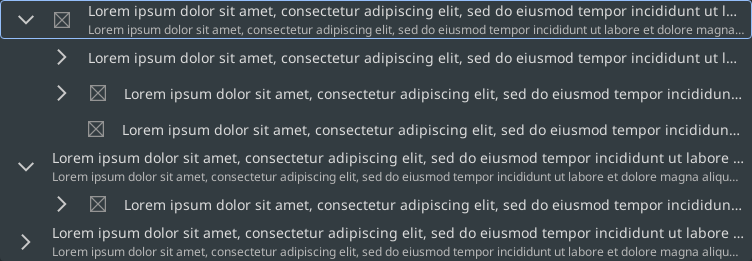 Lorem ipsum dolor sit amet, consectetur adipiscing elit, sed do eiusmod tempor incididunt ut l...
Lorem ipsum dolor sit amet, consectetur adipiscing elit, sed do eiusmod tempor incididunt ut labore et dolore magna...
Lorem ipsum dolor sit amet, consectetur adipiscing elit, sed do eiusmod tempor incididunt ut l...
Lorem ipsum dolor sit amet, consectetur adipiscing elit, sed do eiusmod tempor incididun...
Lorem ipsum dolor sit amet, consectetur adipiscing elit, sed do eiusmod tempor incididun...
Lorem ipsum dolor sit amet, consectetur adipiscing elit, sed do eiusmod tempor incididunt ut labore ...
Lorem ipsum dolor sit amet, consectetur adipiscing elit, sed do eiusmod tempor incididunt ut labore et dolore magna aliqu...
Lorem ipsum dolor sit amet, consectetur adipiscing elit, sed do eiusmod tempor incididun...
Lorem ipsum dolor sit amet, consectetur adipiscing elit, sed do eiusmod tempor incididunt ut labore ...
Lorem ipsum dolor sit amet, consectetur adipiscing elit, sed do eiusmod tempor incididunt ut labore et dolore magna aliqu...